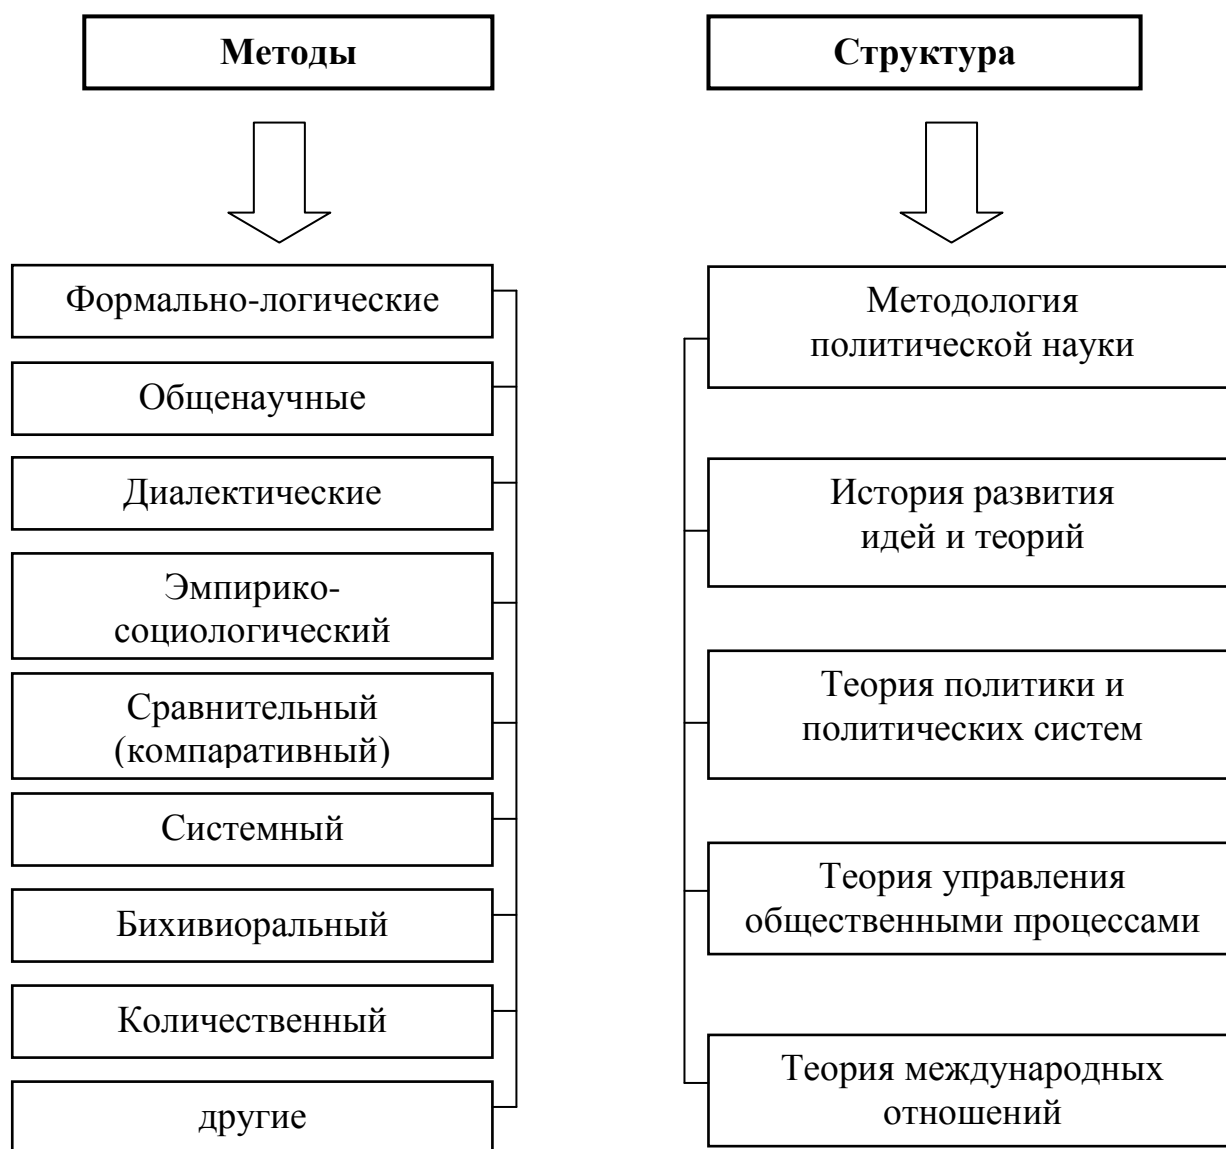 Методы
Формально-логические
Общенаучные
Диалектические
Эмпирико-
социологический
Сравнительный
(компаративный)
Системный
Бихивиоральный
Количественный
другие
Структура
Методология
политической науки
История развития
идей и теорий
Теория политики и
политических систем
Теория управления
общественными процессами
Теория международных
отношений